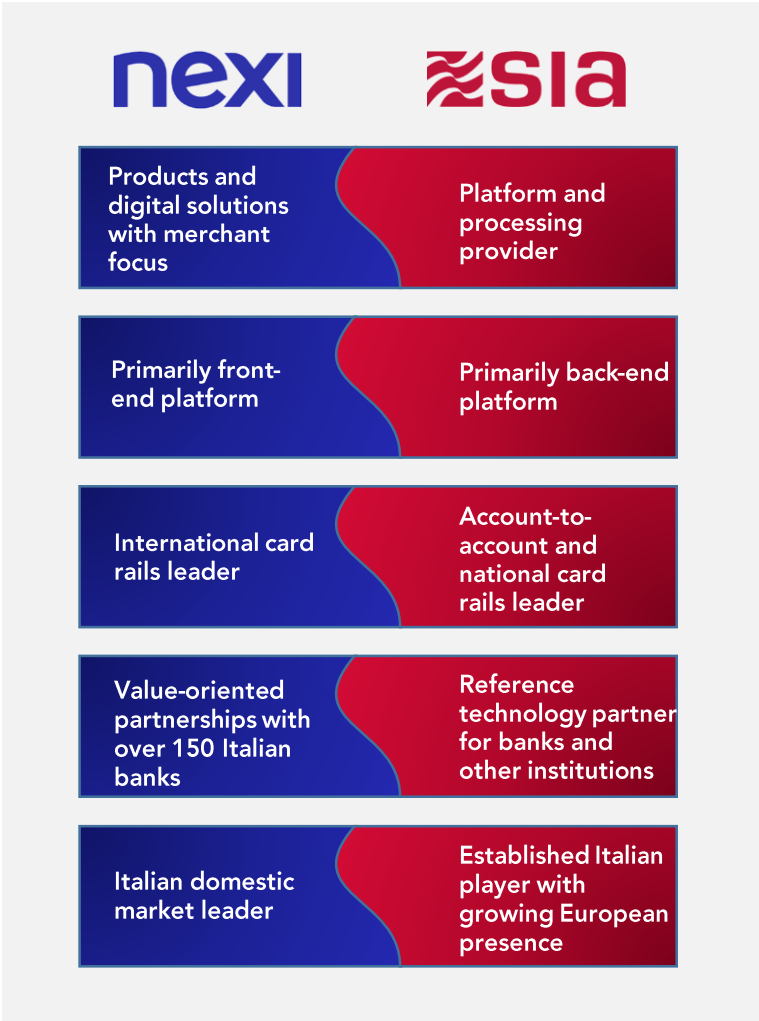 nexi
sia
Products and
digital solutions
with merchant
focus
Platform and
processing
provider
Primarily front-
end platform
Primarily back-end
platform
International card
rails leader
Account-to-
account and
national card
rails leader
Value-oriented
partnerships with
over 150 Italian
banks
Reference
technology partner
for banks and
other institutions
Italian domestic
market leader
Established Italian
player with
growing European
presence